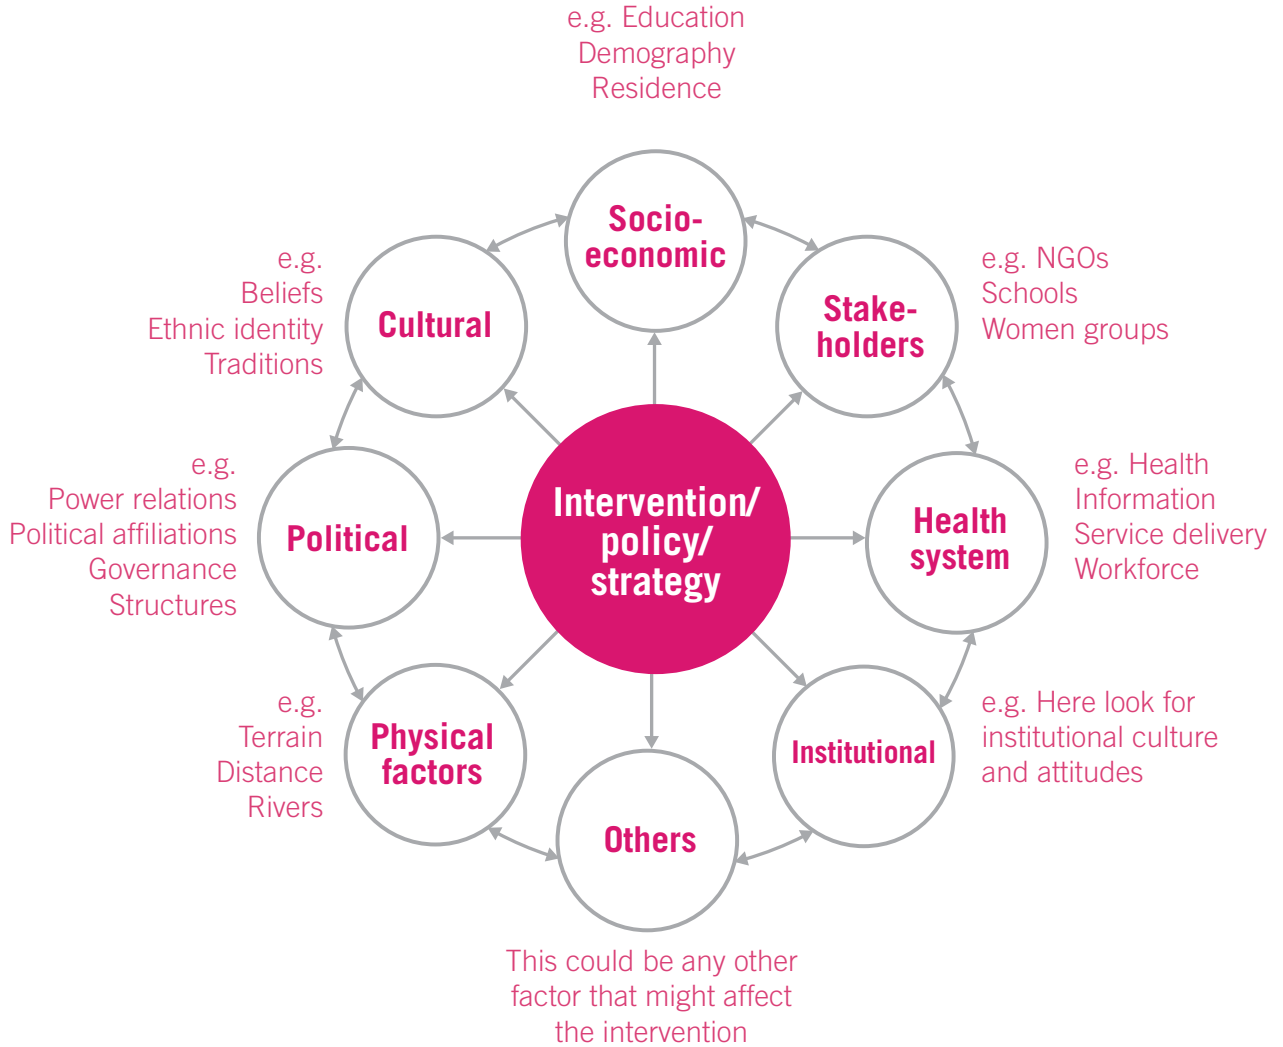 e.g. Education
Demography
Residence
Socio-
economic
e.g.
Beliefs
Ethnic identity
Traditions
Cultural
Stake-
holders
e.g. NGOs
Schools
Women groups
e.g.
Power relations
Political affiliations
Governance
Structures
Political
Intervention/
policy/
strategy
Health
system
e.g. Health
Information
Service delivery
Workforce
e.g.
Terrain
Distance
Rivers
Physical
factors
Institutional
e.g. Here look for
institutional culture
and attitudes
Others
This could be any other
factor that might affect
the intervention